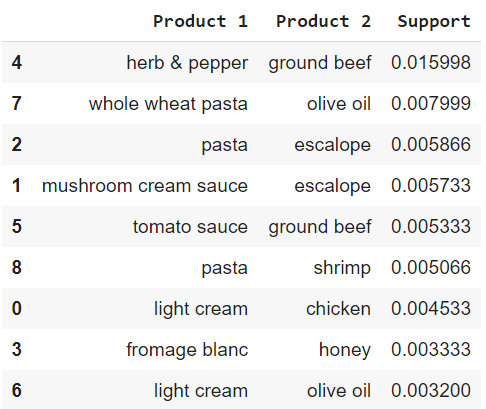 Product 1 Product 2 Support
4 herb & pepper ground beef 0.015998
7 whole wheat pasta olive oil 0.007999
2 pasta escalope 0.005866
1 mushroom cream sauce escalope 0.005733
5 tomato sauce ground beef 0.005333
8 pasta shrimp 0.005066
0 light cream chicken 0.004533
3 fromage blanc honey 0.003333
6 light cream olive oil 0.003200